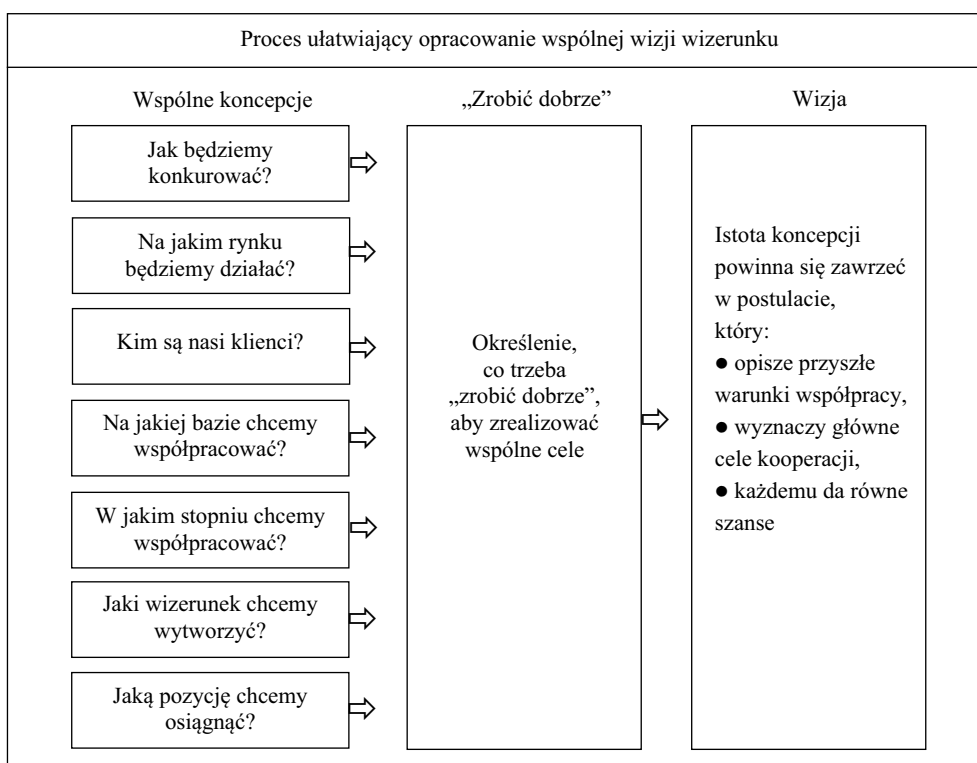 Proces ułatwiający opracowanie wspólnej wizji wizerunku
Wspólne koncepcje
Jak będziemy
konkurować?
Na jakim rynku
będziemy działać?
Kim są nasi klienci?
Na jakiej bazie chcemy
współpracować?
W jakim stopniu chcemy
współpracować?
Jaki wizerunek chcemy
wytworzyć?
Jaką pozycję chcemy
osiągnąć?
„Zrobić dobrze”
Określenie,
co trzeba
„zrobić dobrze”,
aby zrealizować
wspólne cele
Wizja
Istota koncepcji
powinna się zawrzeć
w postulacie,
który:
● opisze przyszłe
warunki współpracy,
● wyznaczy główne
cele kooperacji,
● każdemu da równe
szanse